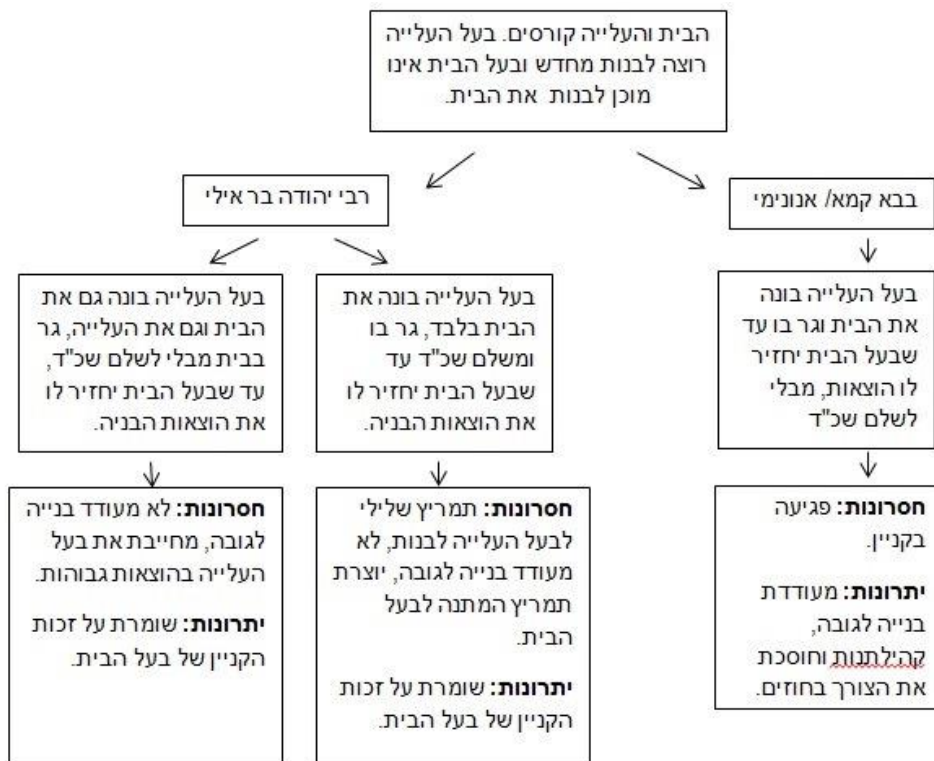 הבית והעלייה קורסים. בעל העלייה
רוצה לבנות מחדש ובעל הבית אינו
מוכן לבנות את הבית.
בבא קמא/ אנונימי
רבי יהודה בר אילי
בעל העלייה בונה
את הבית וגר בו עד
שבעל הבית יחזיר
לו הוצאות, מבלי
לשלם שכ"ד
בעל העלייה בונה את
הבית בלבד, גר בו
ומשלם שכ"ד עד
שבעל הבית יחזיר לו
את הוצאות הבניה.
בעל העלייה בונה גם את
הבית וגם את העלייה, גר
בבית מבלי לשלם שכ"ד,
עד שבעל הבית יחזיר לו
את הוצאות הבניה.
חסרונות: פגיעה
בקניין.
יתרונות: מעודדת
בנייה לגובה,
קהילתנות וחוסכת
את הצורך בחוזים.
חסרונות: תמריץ שלילי
לבעל העלייה לבנות, לא
מעודד בנייה לגובה, יוצרת
תמריץ המתנה לבעל
הבית.
יתרונות: שומרת על זכות
הקניין של בעל הבית.
חסרונות: לא מעודד בנייה
לגובה, מחייבת את בעל
העלייה בהוצאות גבוהות.
יתרונות: שומרת על זכות
הקניין של בעל הבית.